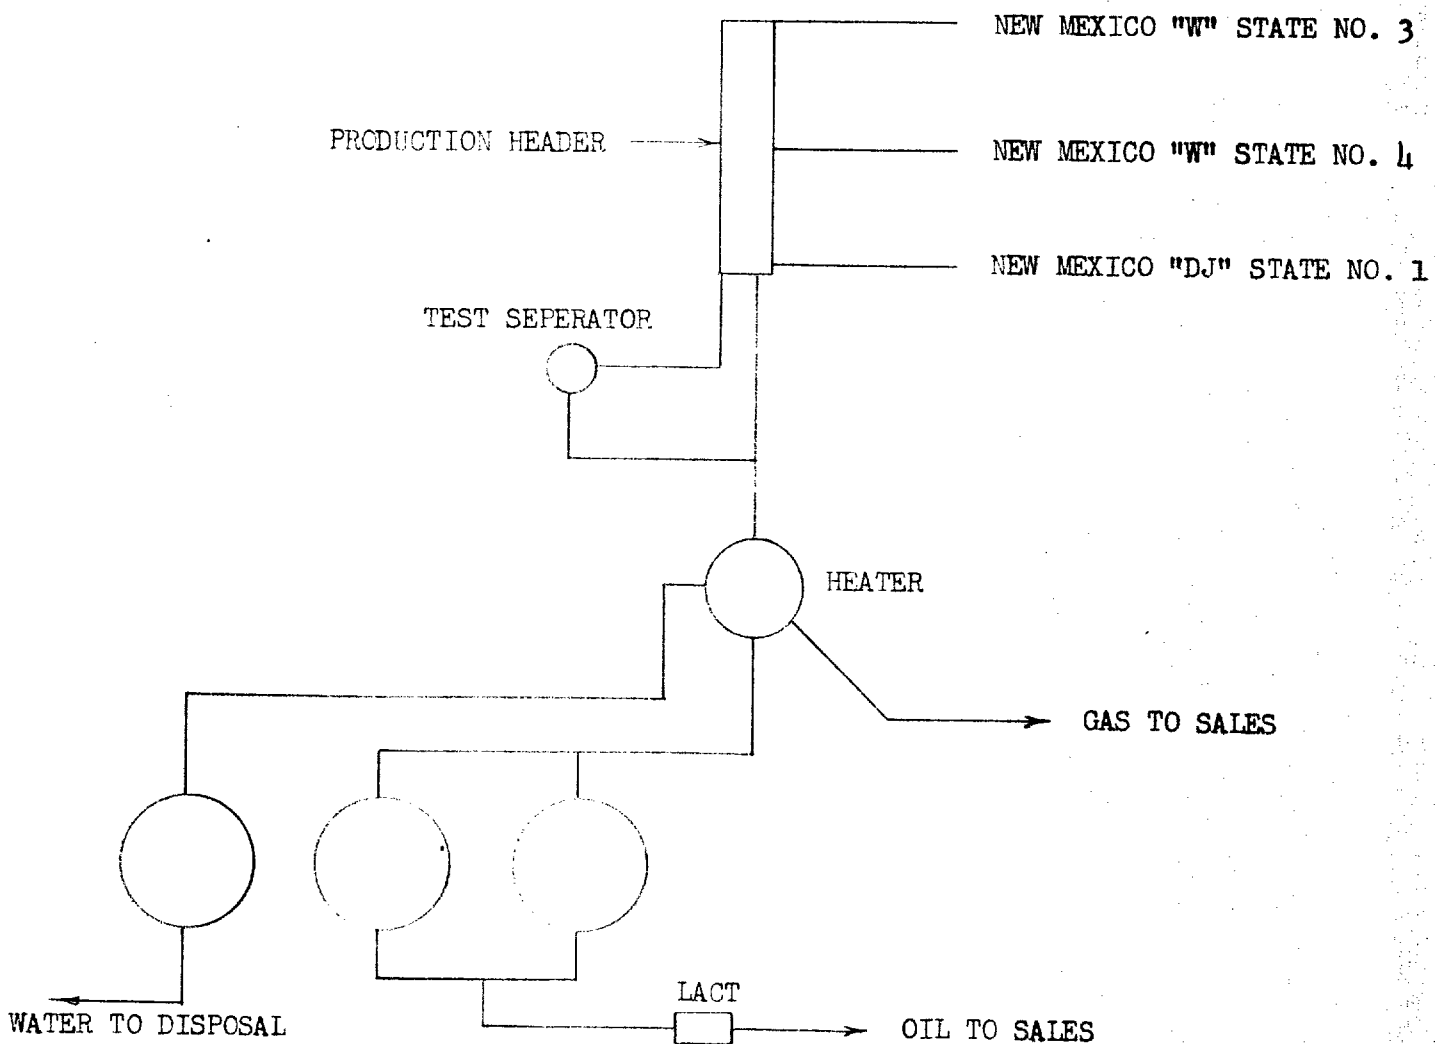 NEW MEXICO "W" STATE NO. 3
PRODUCTION HEADER
NEW MEXICO "W" STATE NO. 4
NEW MEXICO "DJ" STATE NO. 1
TEST SEPERATOR
HEATER
GAS TO SALES
LACT
WATER TO DISPOSAL
OIL TO SALES